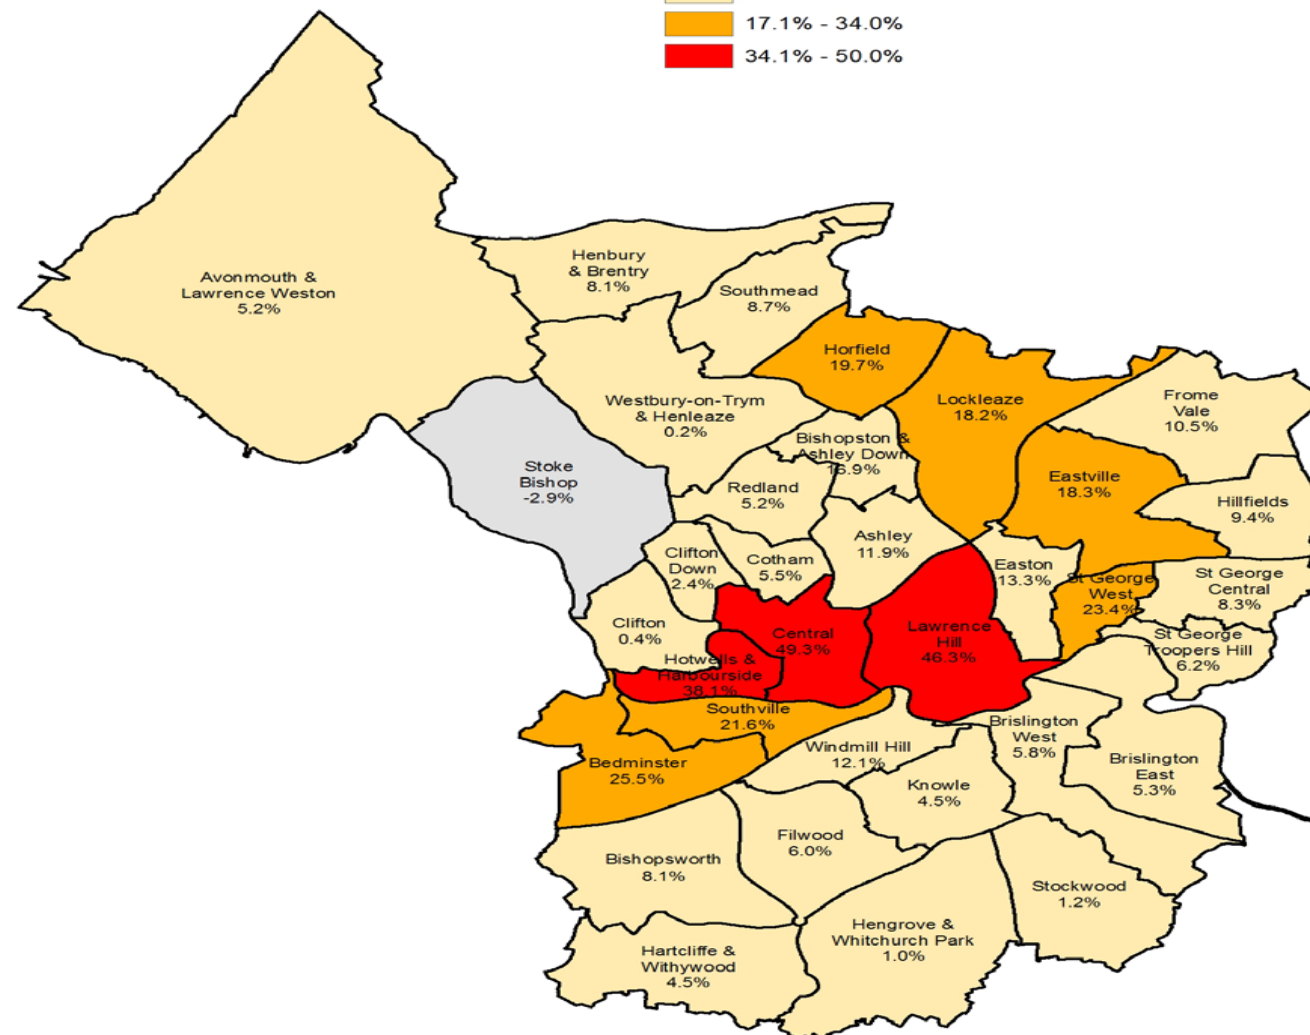 17.1% - 34.0%
34.1% - 50.0%
Avonmouth &
Lawrence Weston
5.2%
Henbury
& Brentry
8.1%
Southmead
8.7%
Horfield
19.7%
Lockleaze
18.2%
Frome
Vale
10.5%
Westbury-on-Trym
& Henleaze
0.2%
Bishopston &
Ashley Down
16.9%
Stoke
Bishop
-2.9%
Redland
5.2%
Eastville
18.3%
Hillfields
9.4%
Ashley
11.9%
Clifton
Down
2.4%
Cotham
5.5%
Easton
13.3%
St George
West
23.4%
St George
Central
8.3%
Clifton
0.4%
Central
49.3%
Lawrence
Hill
46.3%
St George
Troopers Hill
6.2%
Hotwells &
Harbourside
38.1%
Southville
21.6%
Brislington
West
5.8%
Windmill Hill
12.1%
Bedminster
25.5%
Brislington
East
5.3%
Knowle
4.5%
Filwood
6.0%
Bishopsworth
8.1%
Stockwood
1.2%
Hengrove &
Whitchurch Park
1.0%
Hartcliffe &
Withywood
4.5%